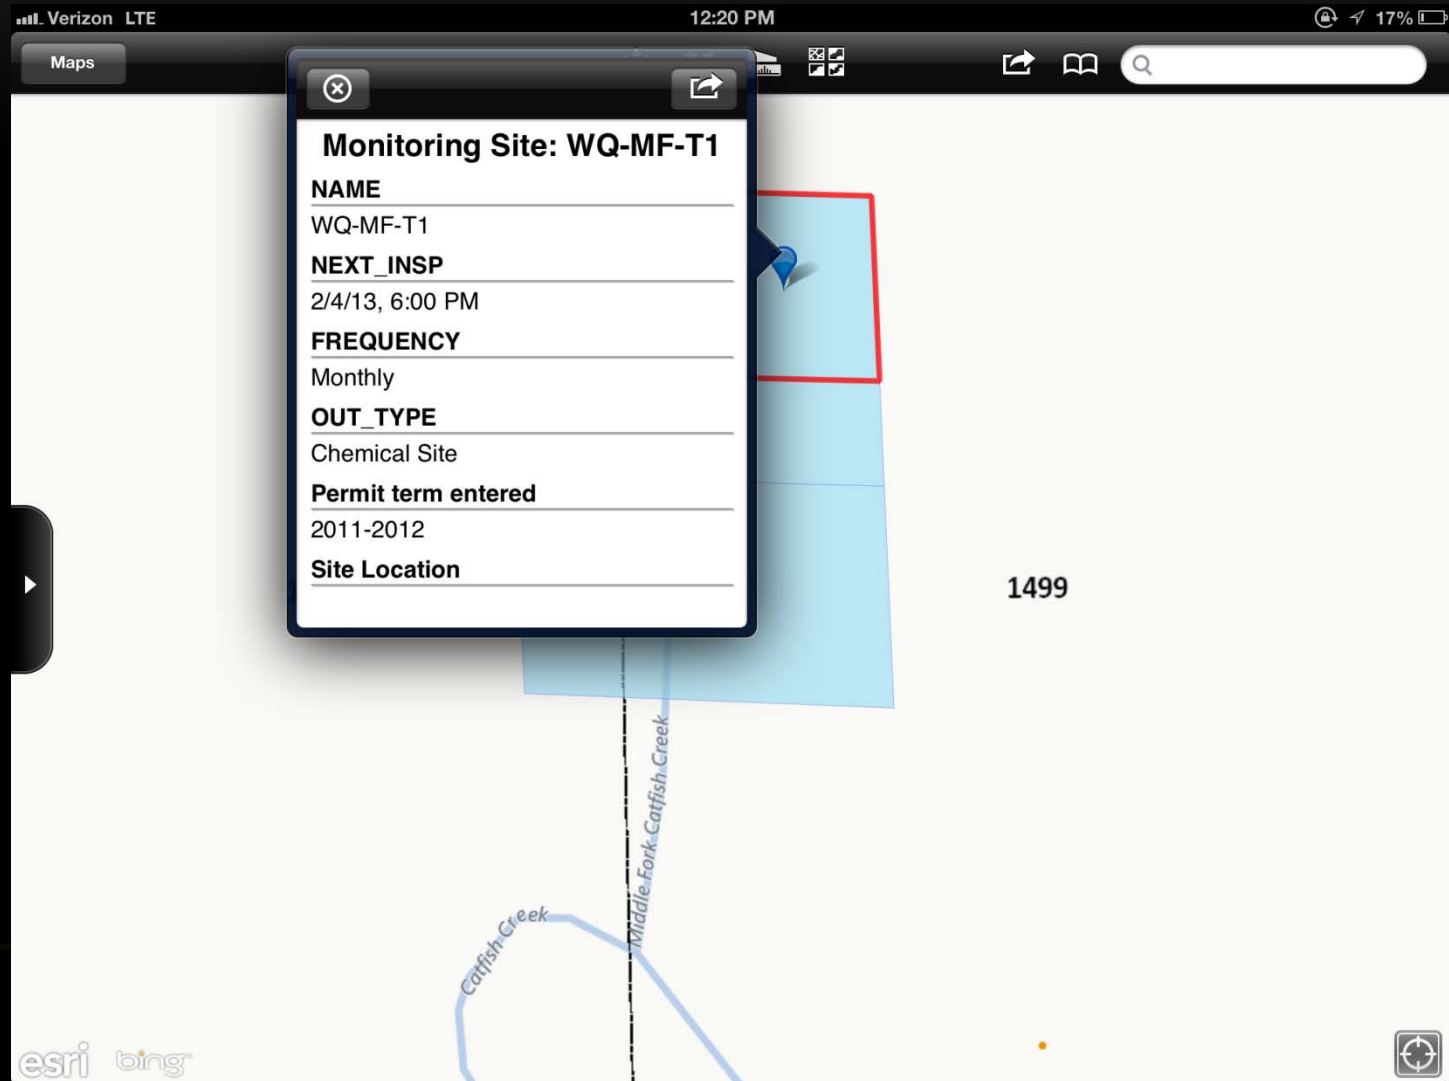 Verizon LTE
12:20 PM
17%
Maps
Monitoring Site: WQ-MF-T1
NAME
WQ-MF-T1
NEXT_INSP
2/4/13, 6:00 PM
FREQUENCY
Monthly
OUT_TYPE
Chemical Site
Permit term entered
2011-2012
Site Location
1499
Middle Fork Catfish Creek
Catfish Creek
esri bing